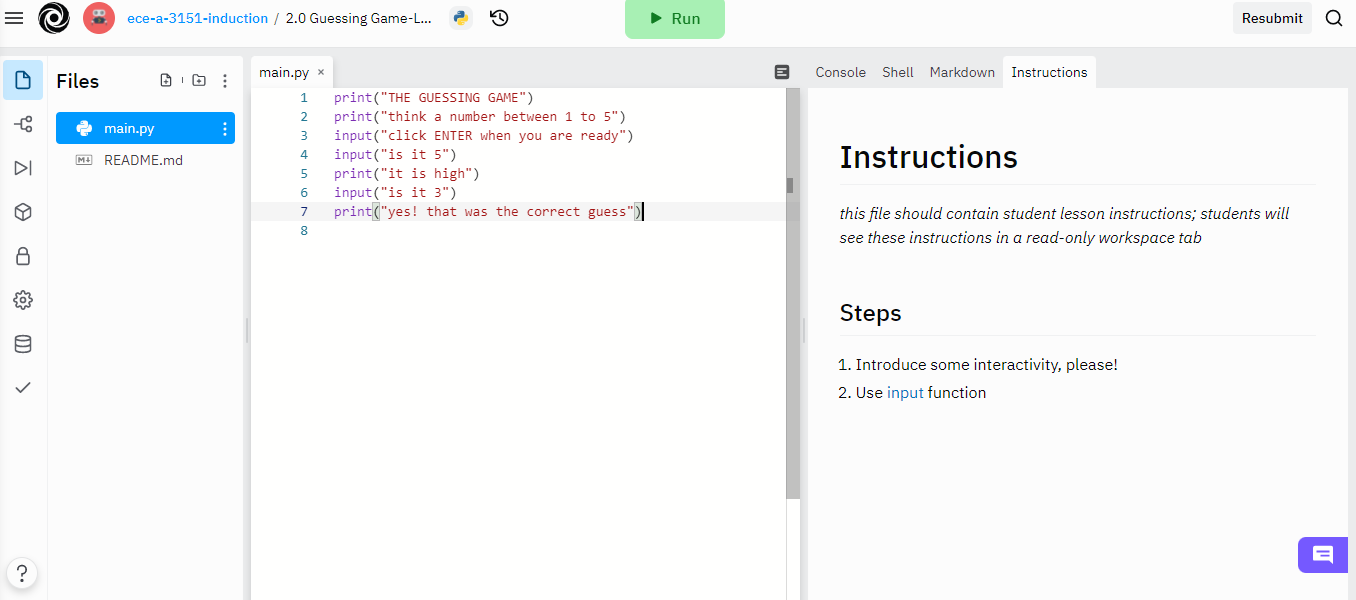 ece-a-3151-induction / 2.0 Guessing Game-L...
Run
Resubmit
Files
main.py
README.md
main.py ×
1 print("THE GUESSING GAME")
2 print("think a number between 1 to 5")
3 input("click ENTER when you are ready")
4 input("is it 5")
5 print("it is high")
6 input("is it 3")
7 print("yes! that was the correct guess")
8
Console Shell Markdown Instructions
Instructions
this file should contain student lesson instructions; students will
see these instructions in a read-only workspace tab
Steps
1. Introduce some interactivity, please!
2. Use input function
?